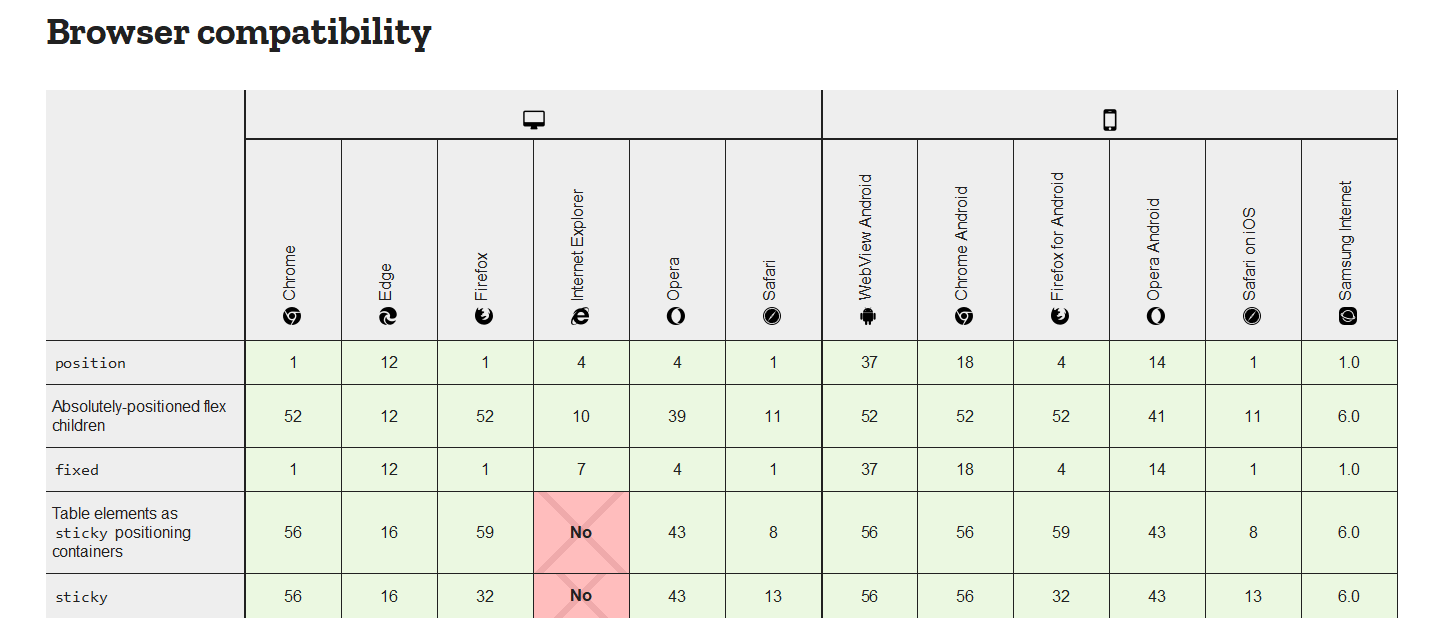 Browser compatibility
Chrome
Edge
Firefox
Internet Explorer
Opera
Safari
WebView Android
Chrome Android
Firefox for Android
Opera Android
Safari on iOS
Samsung Internet
position 1 12 1 4 4 1 37 18 4 14 1 1.0
Absolutely-positioned flex
children
52 12 52 10 39 11 52 52 52 41 11 6.0
fixed 1 12 1 7 4 1 37 18 4 14 1 1.0
Table elements as
sticky positioning
containers
56 16 59 No 43 8 56 56 59 43 8 6.0
sticky 56 16 32 No 43 13 56 56 32 43 13 6.0